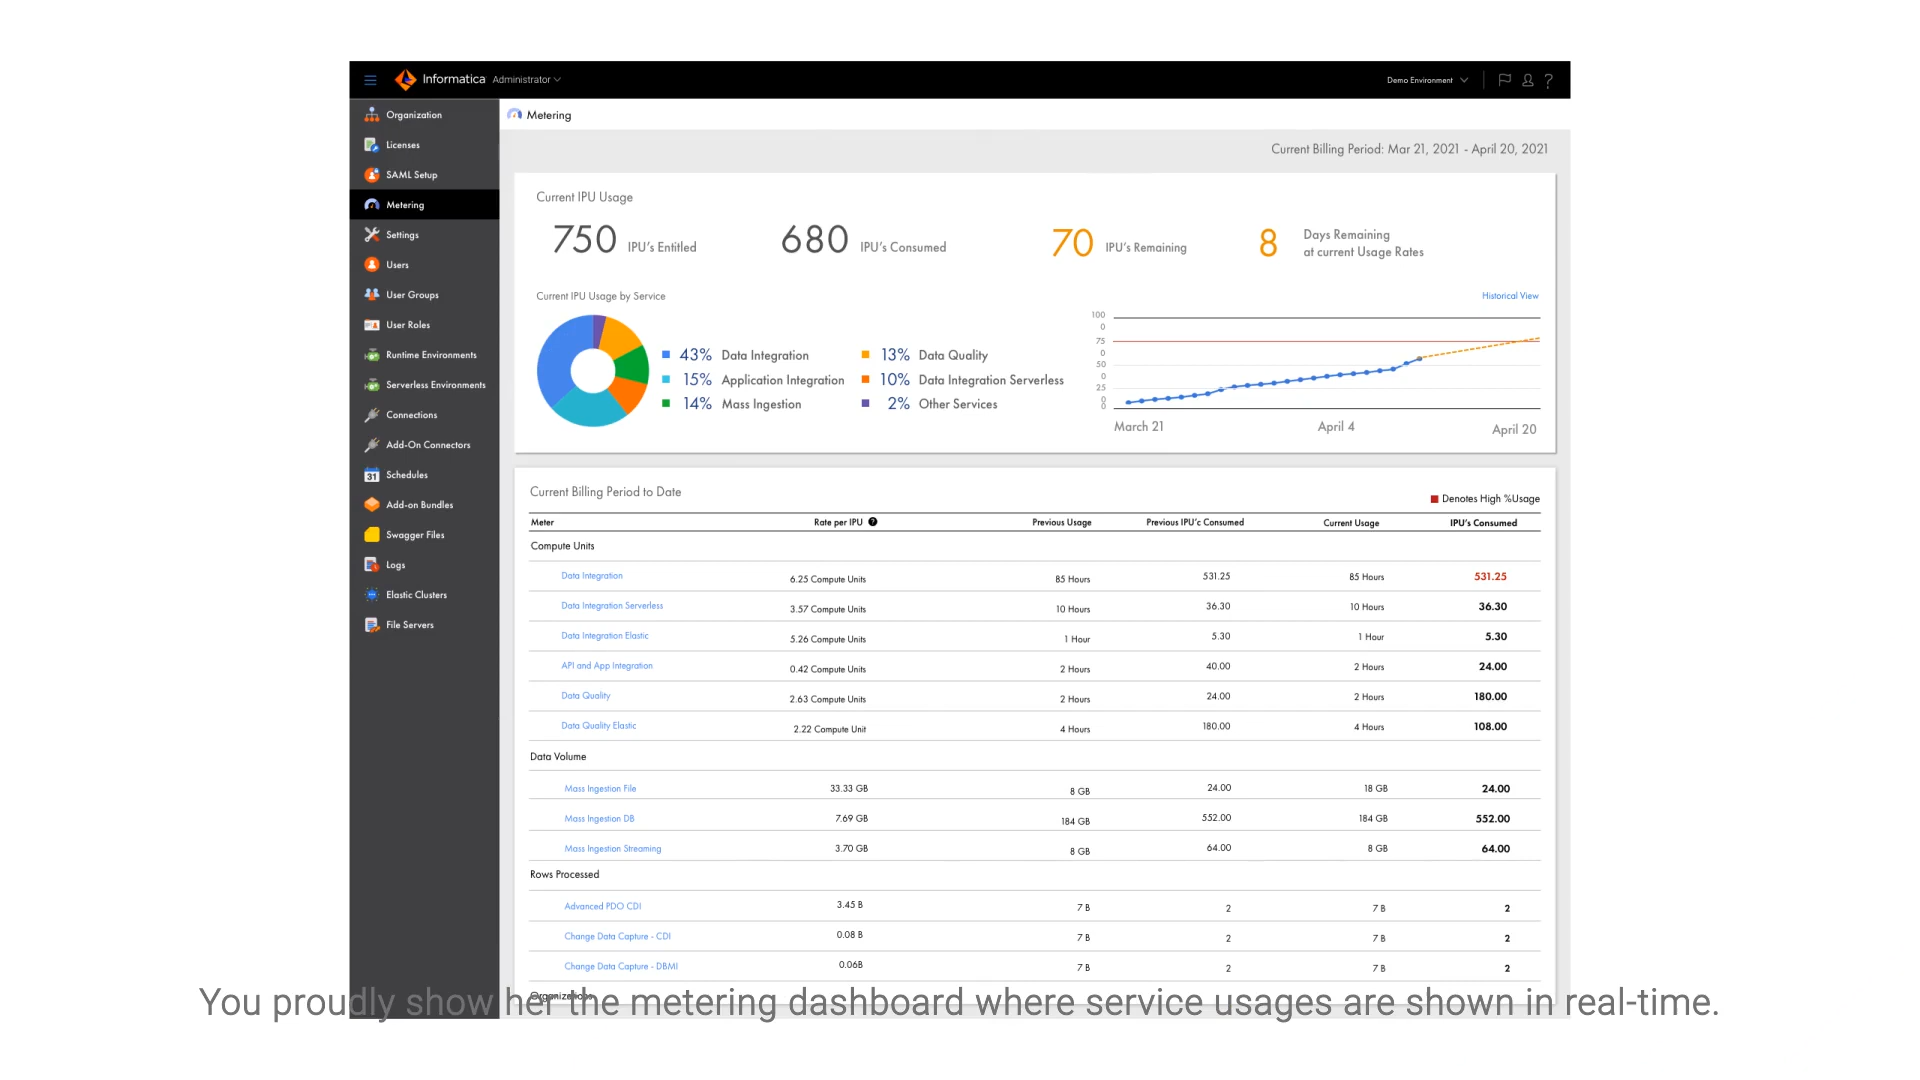 Informatica Administrator
Demo Environment
?
Organization
Licenses
SAML Setup
Metering
Settings
Users
User Groups
User Roles
Runtime Environments
Serverless Environments
Connections
Add-On Connectors
31 Schedules
Add-on Bundles
Swagger Files
Logs
Elastic Clusters
File Servers
Metering
Current Billing Period: Mar 21, 2021 - April 20, 2021
Current IPU Usage
750 IPU's Entitled
680 IPU's Consumed
70 IPU's Remaining
8 Days Remaining
at current Usage Rates
Current IPU Usage by Service
Historical View
43% Data Integration
13% Data Quality
15% Application Integration
10% Data Integration Serverless
14% Mass Ingestion
2% Other Services
100
0
75
0
50
0
25
0
0
March 21 April 4 April 20
Current Billing Period to Date
Denotes High %Usage
Meter Rate per IPU ? Previous Usage Previous IPU'c Consumed Current Usage IPU's Consumed
Compute Units
Data Integration 6.25 Compute Units 85 Hours 531.25 85 Hours 531.25
Data Integration Serverless 3.57 Compute Units 10 Hours 36.30 10 Hours 36.30
Data Integration Elastic 5.26 Compute Units 1 Hour 5.30 1 Hour 5.30
API and App Integration 0.42 Compute Units 2 Hours 40.00 2 Hours 24.00
Data Quality 2.63 Compute Units 2 Hours 24.00 2 Hours 180.00
Data Quality Elastic 2.22 Compute Unit 4 Hours 180.00 4 Hours 108.00
Data Volume
Mass Ingestion File 33.33 GB 8 GB 24.00 18 GB 24.00
Mass Ingestion DB 7.69 GB 184 GB 552.00 184 GB 552.00
Mass Ingestion Streaming 3.70 GB 8 GB 64.00 8 GB 64.00
Rows Processed
Advanced PDO CDI 3.45 B 7 B 2 7 B 2
Change Data Capture - CDI 0.08 B 7 B 2 7 B 2
Change Data Capture - DBMI 0.06B 7 B 2 7 B 2
Organizations
You proudly show her the metering dashboard where service usages are shown in real-time.